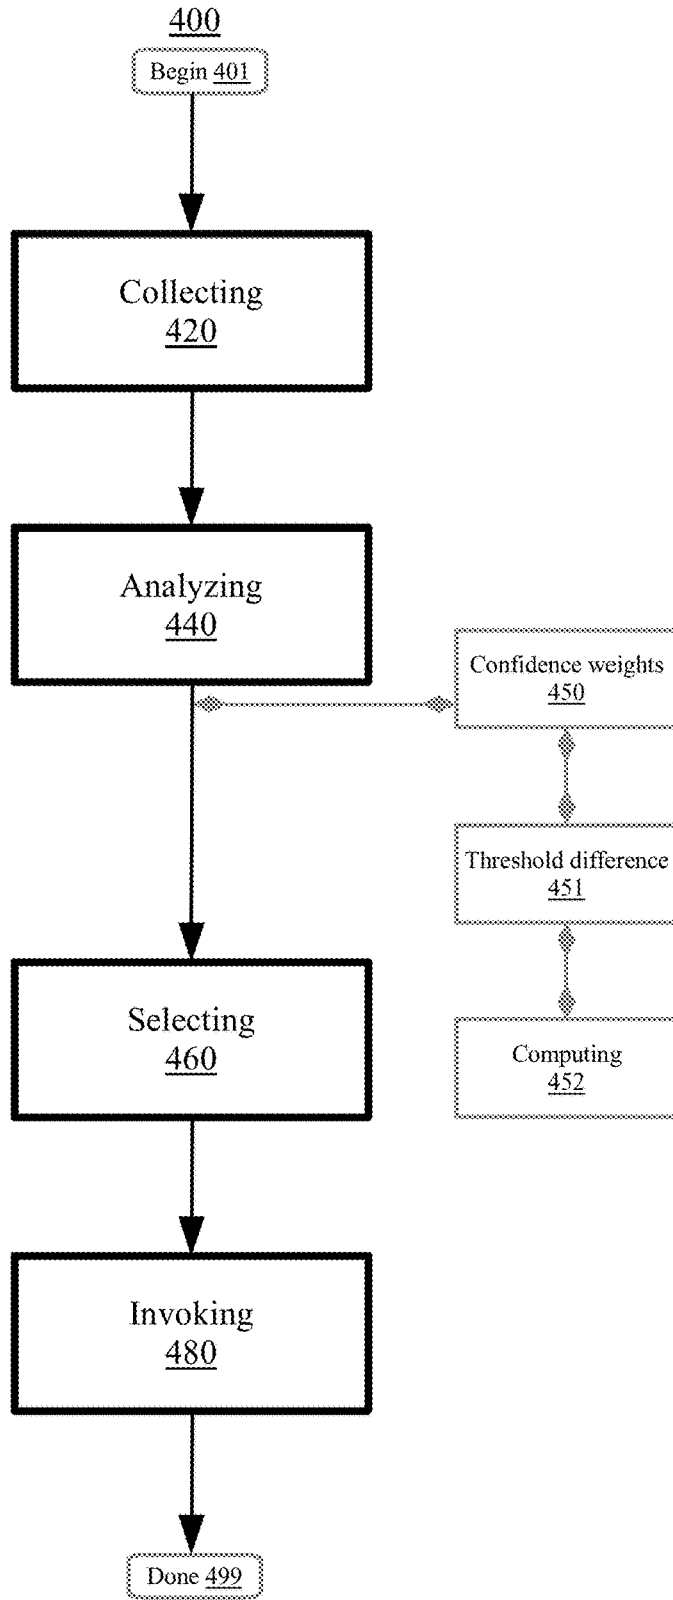 400
Begin 401
Collecting
420
Analyzing
440
Confidence weights
450
Threshold difference
451
Selecting
460
Computing
452
Invoking
480
Done 499